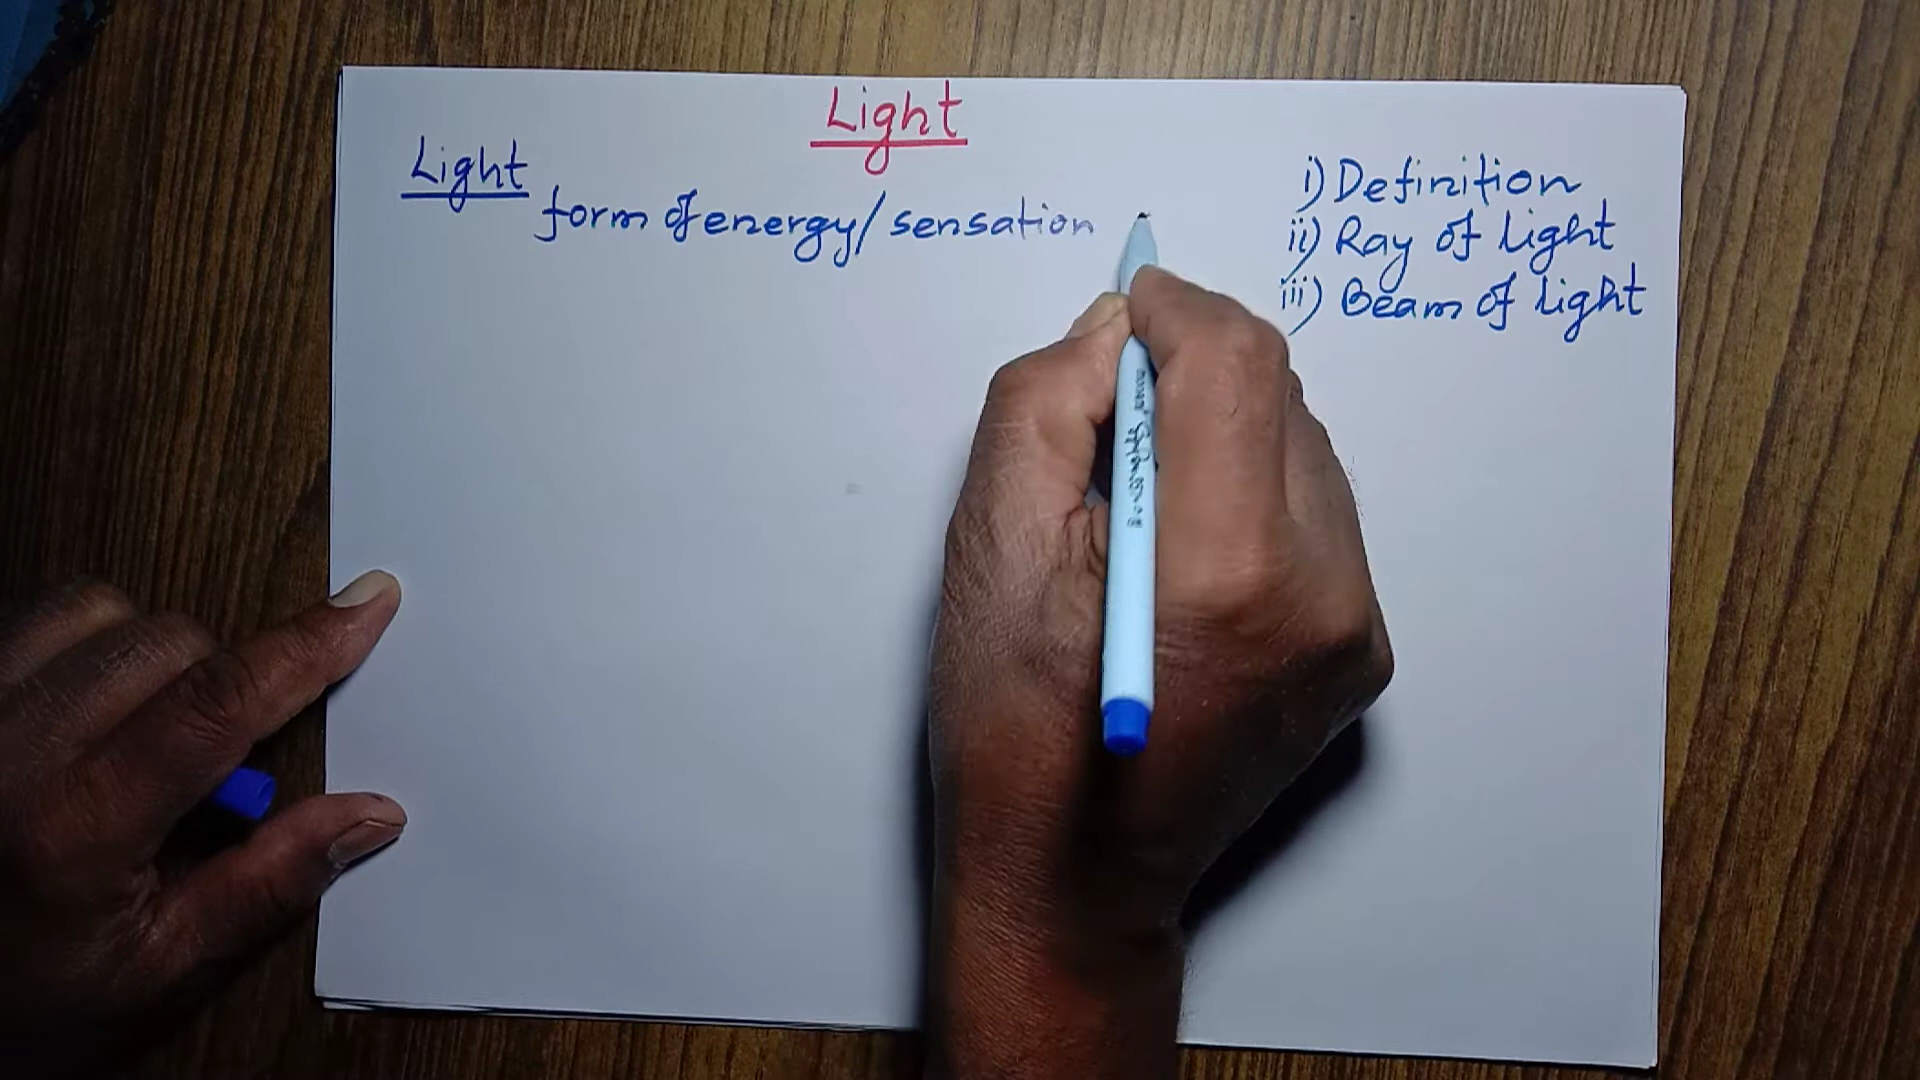 Light
Light
form of energy/ sensation
i) Definition
ii) Ray of light
iii) Beam of light